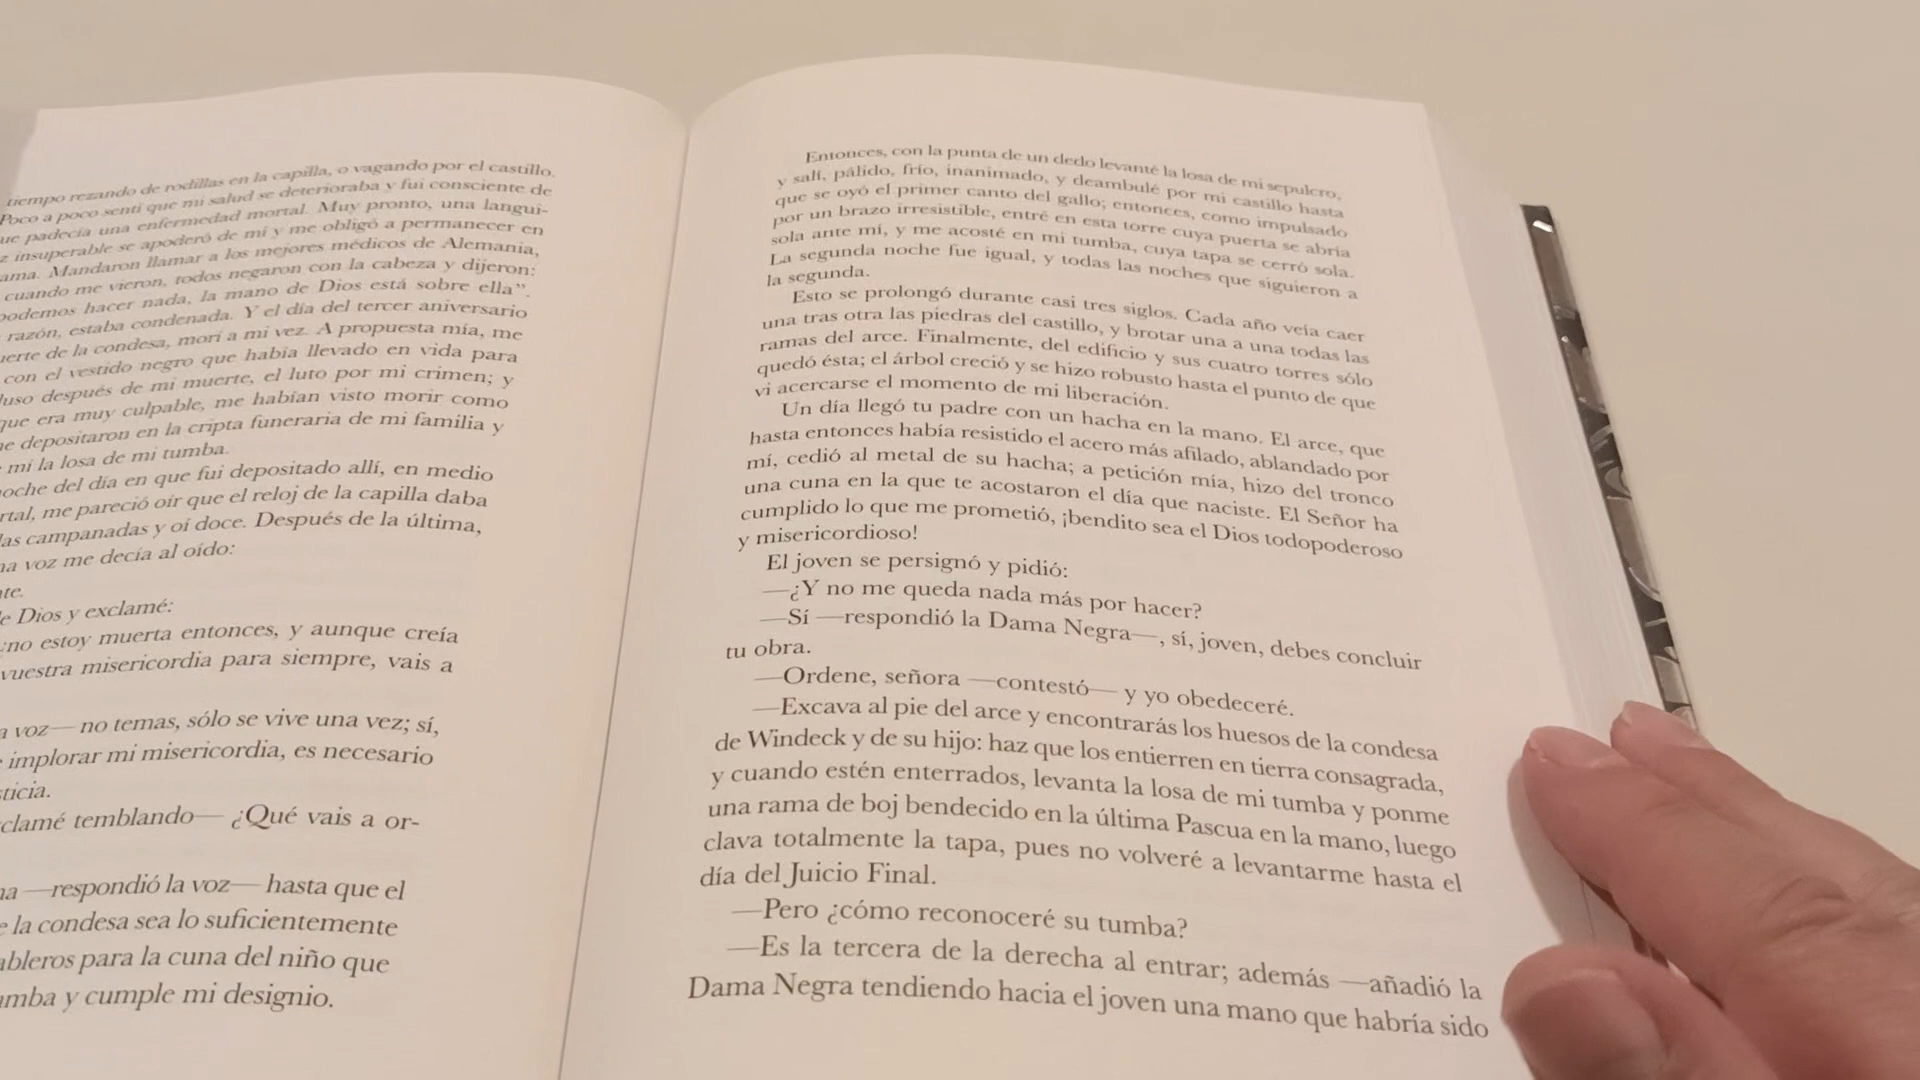 tiempo rezando de rodillas en la capilla, o vagando por el castillo.
Poco a poco sentí que mi salud se deterioraba y fui consciente de
que padecía una enfermedad mortal. Muy pronto, una langui-
insuperable se apoderó de mí y me obligó a permanecer en
Mandaron llamar a los mejores médicos de Alemania,
cuando me vieron, todos negaron con la cabeza y dijeron:
podemos hacer nada, la mano de Dios está sobre ella”.
razón, estaba condenada. Y el día del tercer aniversario
de la condesa, morí a mi vez. A propuesta mía, me
con el vestido negro que había llevado en vida para
después de mi muerte, el luto por mi crimen; y
que era muy culpable, me habían visto morir como
depositaron en la cripta funeraria de mi familia y
mí la losa de mi tumba.
del día en que fui depositado allí, en medio
me pareció oír que el reloj de la capilla daba
las campanadas y oí doce. Después de la última,
voz me decía al oído:
Dios y exclamé:
no estoy muerta entonces, y aunque creía
vuestra misericordia para siempre, vais a
voz— no temas, sólo se vive una vez; sí,
implorar mi misericordia, es necesario
temblando— ¿Qué vais a or-
—respondió la voz— hasta que el
la condesa sea lo suficientemente
para la cuna del niño que
y cumple mi designio.
Entonces, con la punta de un dedo levanté la losa de mi sepulcro,
y salí, pálido, frío, inanimado, y deambulé por mi castillo hasta
que se oyó el primer canto del gallo; entonces, como impulsado
por un brazo irresistible, entré en esta torre cuya puerta se abría
sola ante mí, y me acosté en mi tumba, cuya tapa se cerró sola.
La segunda noche fue igual, y todas las noches que siguieron a
la segunda.
Esto se prolongó durante casi tres siglos. Cada año veía caer
una tras otra las piedras del castillo, y brotar una a una todas las
ramas del arce. Finalmente, del edificio y sus cuatro torres sólo
quedó ésta; el árbol creció y se hizo robusto hasta el punto de que
vi acercarse el momento de mi liberación.
Un día llegó tu padre con un hacha en la mano. El arce, que
hasta entonces había resistido el acero más afilado, ablandado por
mí, cedió al metal de su hacha; a petición mía, hizo del tronco
una cuna en la que te acostaron el día que naciste. El Señor ha
cumplido lo que me prometió, ¡bendito sea el Dios todopoderoso
y misericordioso!
El joven se persignó y pidió:
—¿Y no me queda nada más por hacer?
—Sí —respondió la Dama Negra—, sí, joven, debes concluir
tu obra.
—Ordene, señora —contestó— y yo obedeceré.
—Excava al pie del arce y encontrarás los huesos de la condesa
de Windeck y de su hijo: haz que los entierren en tierra consagrada,
y cuando estén enterrados, levanta la losa de mi tumba y ponme
una rama de boj bendecido en la última Pascua en la mano, luego
clava totalmente la tapa, pues no volveré a levantarme hasta el
día del Juicio Final.
—Pero ¿cómo reconoceré su tumba?
—Es la tercera de la derecha al entrar; además —añadió la
Dama Negra tendiendo hacia el joven una mano que habría sido